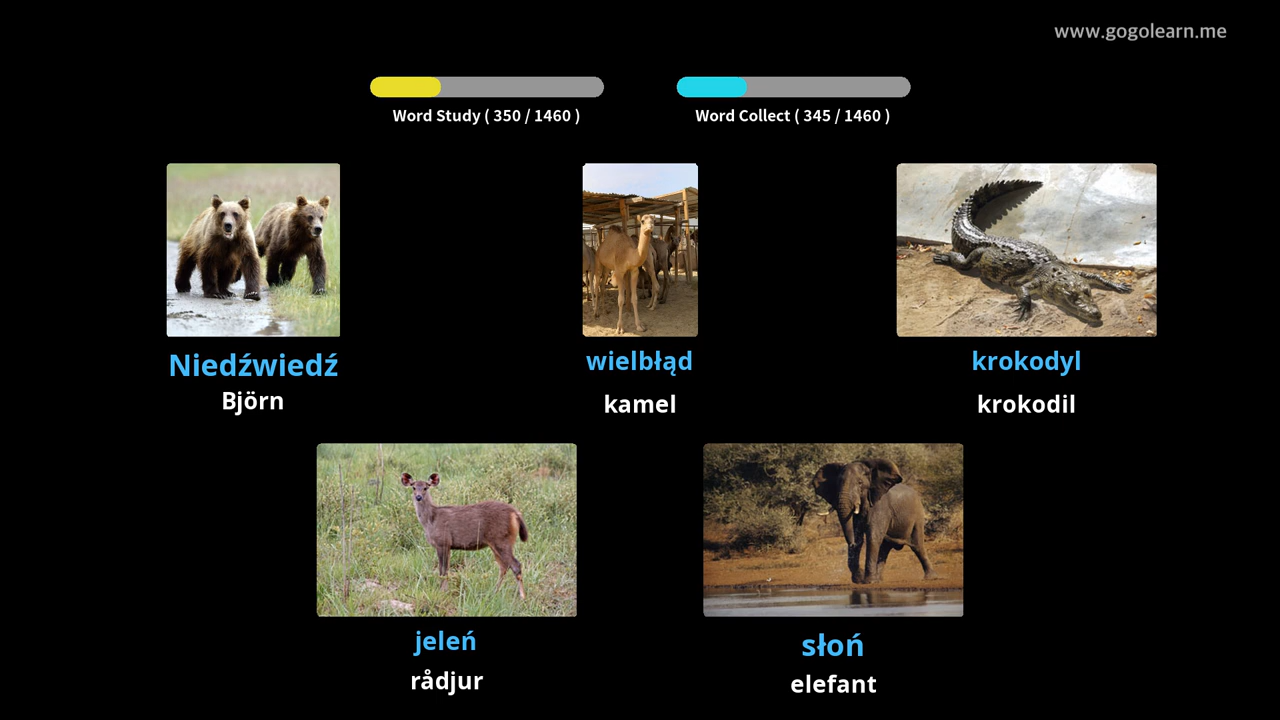 www.gogolearn.me
Word Study ( 350 / 1460 )
Word Collect ( 345 / 1460 )
Niedźwiedź
Björn
wielbłąd
kamel
krokodyl
krokodil
jeleń
rådjur
słoń
elefant